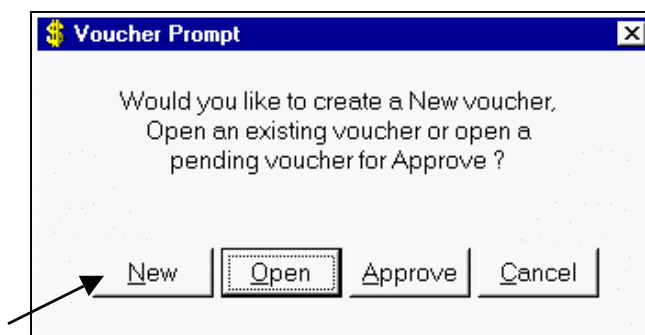 Voucher Prompt
Would you like to create a New voucher,
Open an existing voucher or open a
pending voucher for Approve ?
New Open Approve Cancel